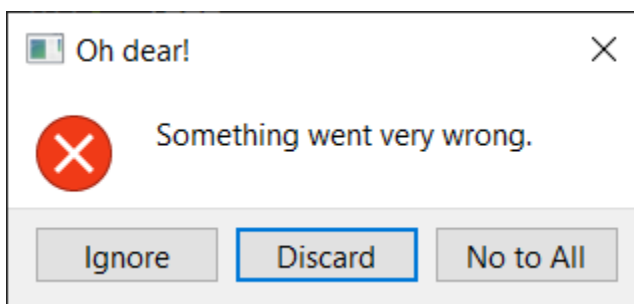 Oh dear!
Something went very wrong.
Ignore Discard No to All